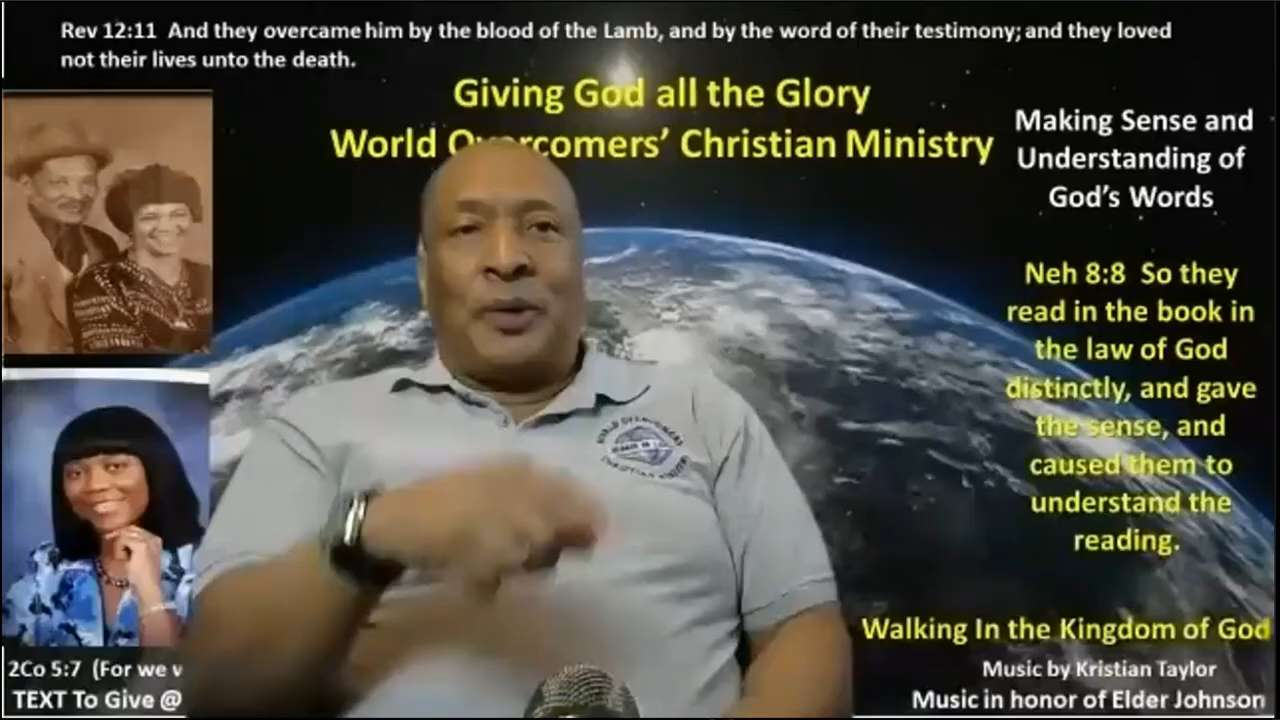 Rev 12:11 And they overcame him by the blood of the Lamb, and by the word of their testimony; and they loved
not their lives unto the death.
Giving God all the Glory
World Overcomers' Christian Ministry
Making Sense and
Understanding of
God's Words
Neh 8:8 So they
read in the book in
the law of God
distinctly, and gave
the sense, and
caused them to
understand the
reading.
WORLD OVERCOMERS
CHRISTIAN MINISTRY
Walking In the Kingdom of God
Music by Kristian Taylor
Music in honor of Elder Johnson
2Co 5:7 (For we v
TEXT To Give @